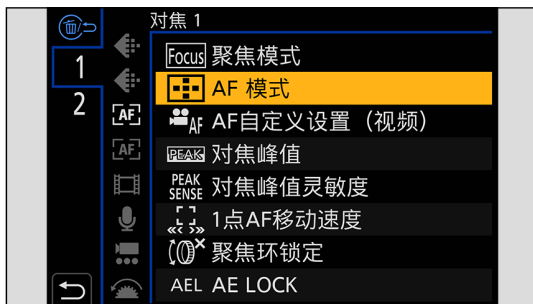 对焦 1
1
2
Focus 聚焦模式
AF 模式
AF AF自定义设置（视频）
PEAK 对焦峰值
PEAK SENSE 对焦峰值灵敏度
1点AF移动速度
聚焦环锁定
AEL AE LOCK
AF
AF